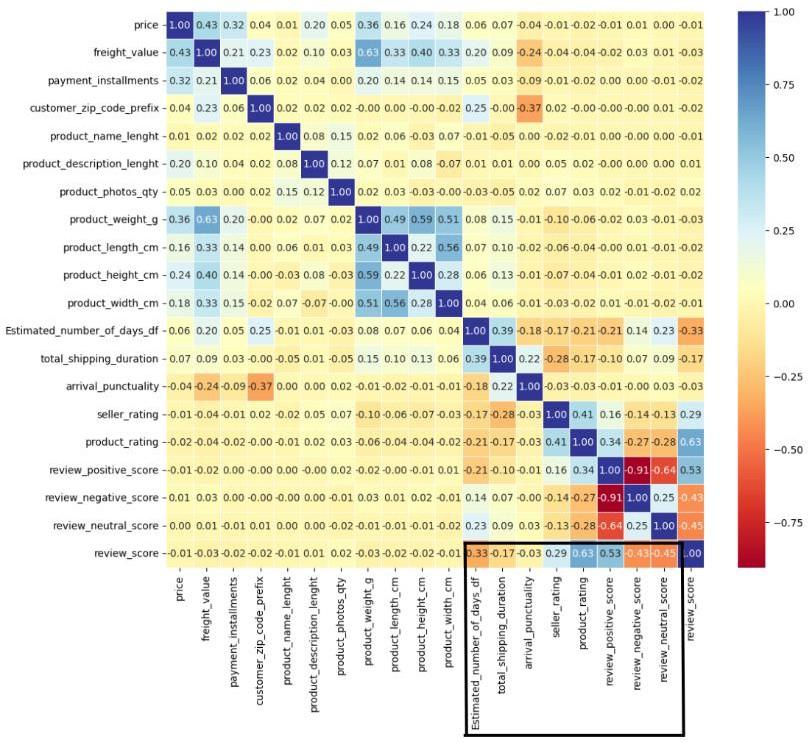 price 1.00 0.43 0.32 0.04 0.01 0.20 0.05 0.36 0.16 0.24 0.18 0.06 0.07 -0.04 -0.01 -0.02 -0.01 0.01 0.00 -0.01
freight_value 0.43 1.00 0.21 0.23 0.02 0.10 0.03 0.63 0.33 0.40 0.33 0.20 0.09 -0.24 -0.04 -0.04 -0.02 0.03 0.01 -0.03
payment_installments 0.32 0.21 1.00 0.06 0.02 0.04 0.00 0.20 0.14 0.14 0.15 0.05 0.03 -0.09 -0.01 -0.02 0.00 0.00 -0.01 -0.02
customer_zip_code_prefix 0.04 0.23 0.06 1.00 0.02 0.02 0.02 -0.00 0.00 -0.00 -0.02 0.25 -0.00 -0.37 0.02 -0.00 0.00 -0.00 0.01 -0.02
product_name_lenght 0.01 0.02 0.02 0.02 1.00 0.08 0.15 0.02 0.06 -0.03 0.07 -0.01 -0.05 0.00 -0.02 -0.01 0.00 -0.00 0.00 -0.01
product_description_lenght 0.20 0.10 0.04 0.02 0.08 1.00 0.12 0.07 0.01 0.08 -0.07 0.01 0.01 0.00 0.05 0.02 -0.00 0.00 0.00 0.01
product_photos_qty 0.05 0.03 0.00 0.02 0.15 0.12 1.00 0.02 0.03 -0.03 -0.00 -0.03 -0.05 0.02 0.07 0.03 0.02 -0.01 -0.02 0.02
product_weight_g 0.36 0.63 0.20 -0.00 0.02 0.07 0.02 1.00 0.49 0.59 0.51 0.08 0.15 -0.01 -0.10 -0.06 -0.02 0.03 0.01 -0.03
product_length_cm 0.16 0.33 0.14 0.00 0.06 0.01 0.03 0.49 1.00 0.22 0.56 0.07 0.10 -0.02 -0.06 -0.04 -0.00 0.01 -0.01 -0.02
product_height_cm 0.24 0.40 0.14 -0.00 -0.03 0.08 -0.03 0.59 0.22 1.00 0.28 0.06 0.13 -0.01 -0.07 -0.04 -0.01 0.02 -0.01 -0.02
product_width_cm 0.18 0.33 0.15 -0.02 0.07 -0.07 -0.00 0.51 0.56 0.28 1.00 0.04 0.06 -0.01 -0.03 -0.02 0.01 -0.01 -0.02 -0.01
Estimated_number_of_days_df 0.06 0.20 0.05 0.25 -0.01 0.01 -0.03 0.08 0.07 0.06 0.04 1.00 0.39 -0.18 -0.17 -0.21 -0.21 0.14 0.23 -0.33
total_shipping_duration 0.07 0.09 0.03 -0.00 -0.05 0.01 -0.05 0.15 0.10 0.13 0.06 0.39 1.00 0.22 -0.28 -0.17 -0.10 0.07 0.09 -0.17
arrival_punctuality -0.04 -0.24 -0.09 -0.37 0.00 0.00 0.02 -0.01 -0.02 -0.01 -0.01 -0.18 0.22 1.00 -0.03 -0.03 -0.01 -0.00 0.03 -0.03
seller_rating -0.01 -0.04 -0.01 0.02 -0.02 0.05 0.07 -0.10 -0.06 -0.07 -0.03 -0.17 -0.28 -0.03 1.00 0.41 0.16 -0.14 -0.13 0.29
product_rating -0.02 -0.04 -0.02 -0.00 -0.01 0.02 0.03 -0.06 -0.04 -0.04 -0.02 -0.21 -0.17 -0.03 0.41 1.00 0.34 -0.27 -0.28 0.63
review_positive_score -0.01 -0.02 0.00 0.00 0.00 -0.00 0.02 -0.02 -0.00 -0.01 0.01 -0.21 -0.10 -0.01 0.16 0.34 1.00 -0.91 -0.64 0.53
review_negative_score 0.01 0.03 0.00 -0.00 -0.00 0.00 -0.01 0.03 0.01 0.02 -0.01 0.14 0.07 -0.00 -0.14 -0.27 -0.91 1.00 0.25 -0.43
review_neutral_score 0.00 0.01 -0.01 0.01 0.00 0.00 -0.02 0.01 -0.01 -0.01 -0.02 0.23 0.09 0.03 -0.13 -0.28 -0.64 0.25 1.00 -0.45
review_score -0.01 -0.03 -0.02 -0.02 -0.01 0.01 0.02 -0.03 -0.02 -0.02 -0.01 0.33 -0.17 -0.03 0.29 0.63 0.53 -0.43 -0.45 1.00
price
freight_value
payment_installments
customer_zip_code_prefix
product_name_lenght
product_description_lenght
product_photos_qty
product_weight_g
product_length_cm
product_height_cm
product_width_cm
Estimated_number_of_days_df
total_shipping_duration
arrival_punctuality
seller_rating
product_rating
review_positive_score
review_negative_score
review_neutral_score
review_score
1.00
0.75
0.50
0.25
0.00
-0.25
-0.50
-0.75